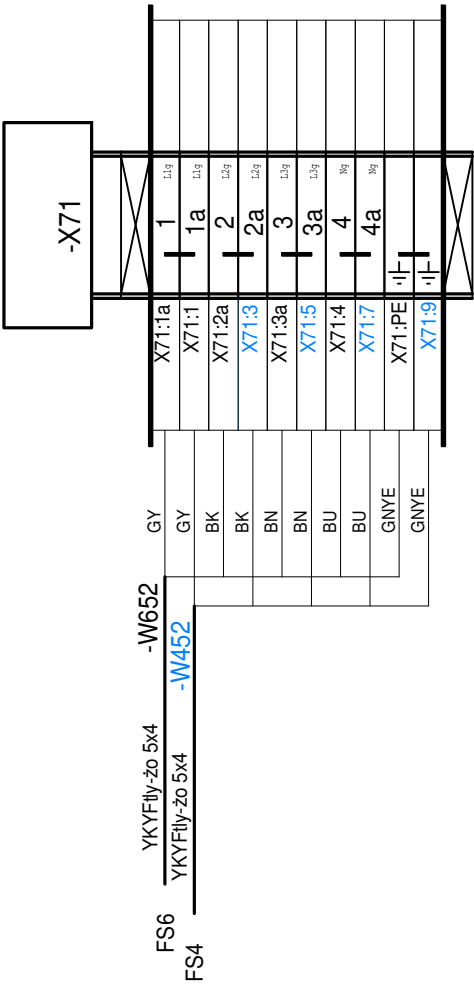 -X71
1
1a
2
2a
3
3a
4
4a
L1g
L1g
L2g
L2g
L3g
L3g
Ng
Ng
X71:1a
X71:1
X71:2a
X71:3
X71:3a
X71:5
X71:4
X71:7
X71:PE
X71:9
GY
GY
BK
BK
BN
BN
BU
BU
GNYE
GNYE
-W652
-W452
YKYFtly-żo 5x4
YKYFtly-żo 5x4
FS6
FS4